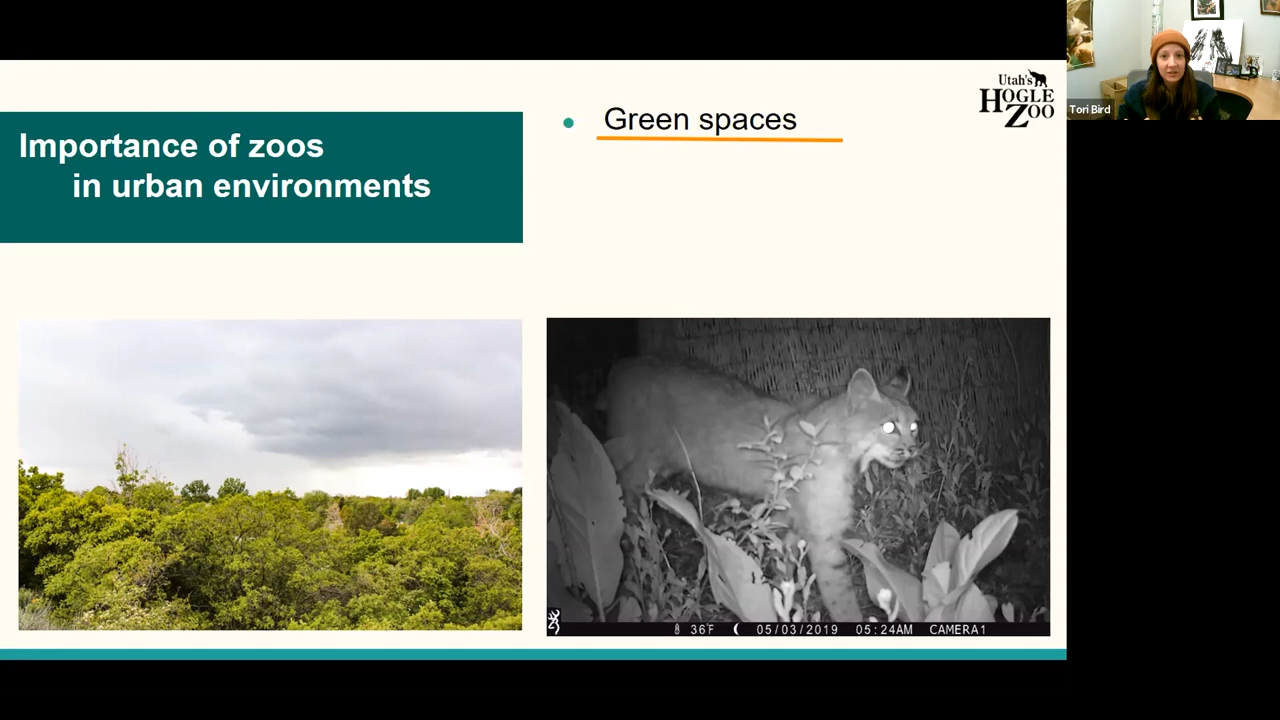 Importance of zoos
in urban environments
Green spaces
Utah's
HOGLE
ZOO
Tori Bird
36°F 05/03/2019 05:24AM CAMERA1